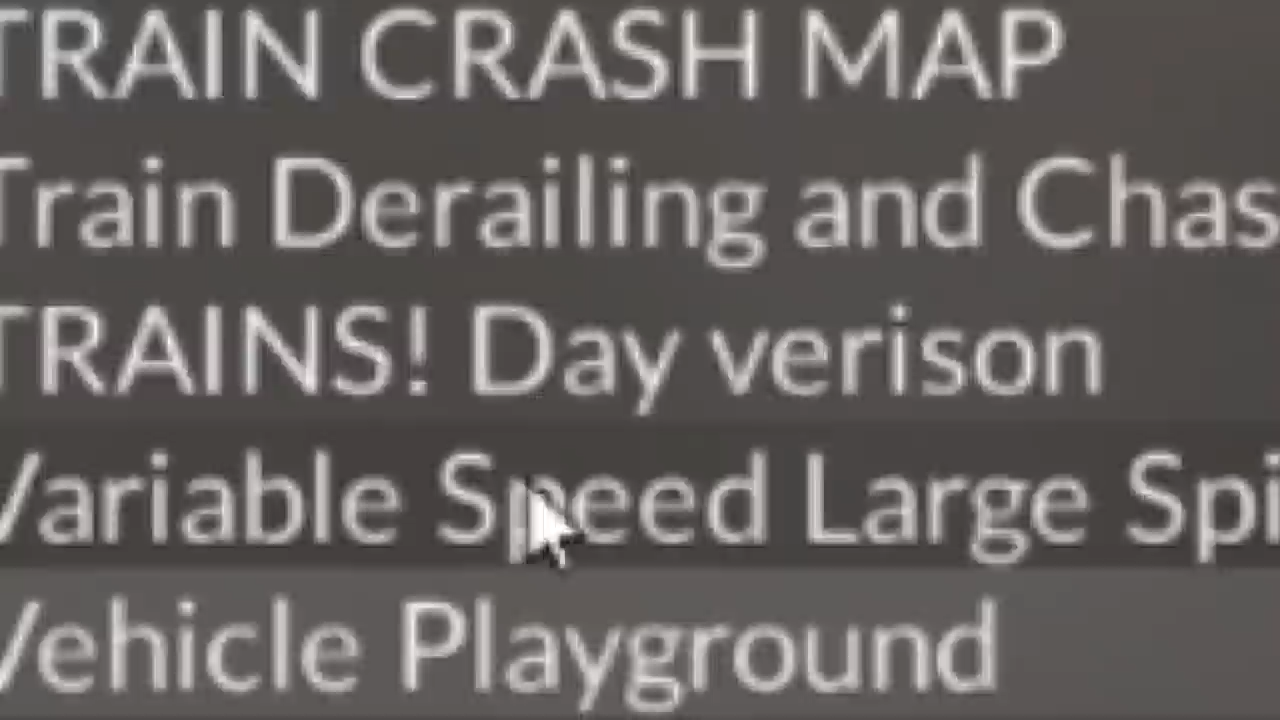 TRAIN CRASH MAP
Train Derailing and Chas
TRAINS! Day verison
Variable Speed Large Spi
Vehicle Playground